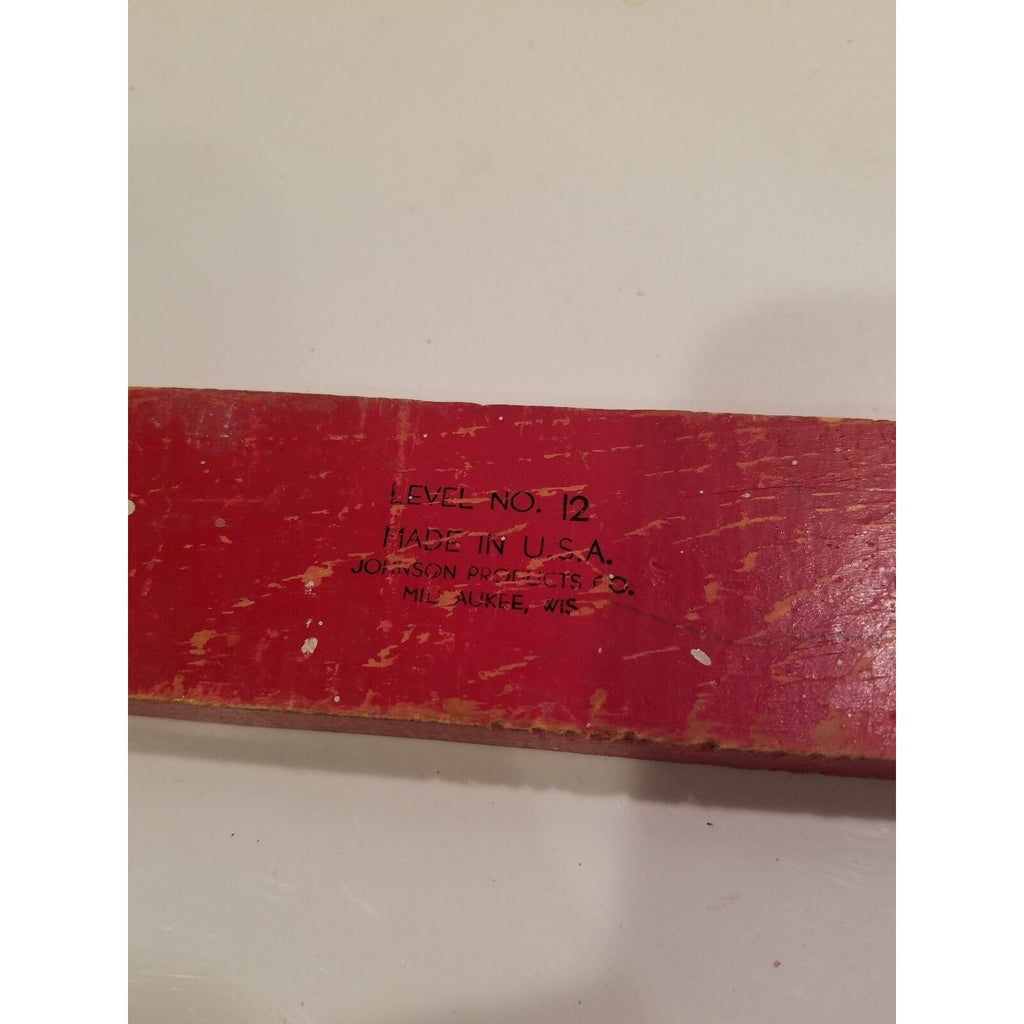 LEVEL NO. 12
MADE IN U.S.A.
JOHNSON PRODUCTS CO.
MILWAUKEE, WIS